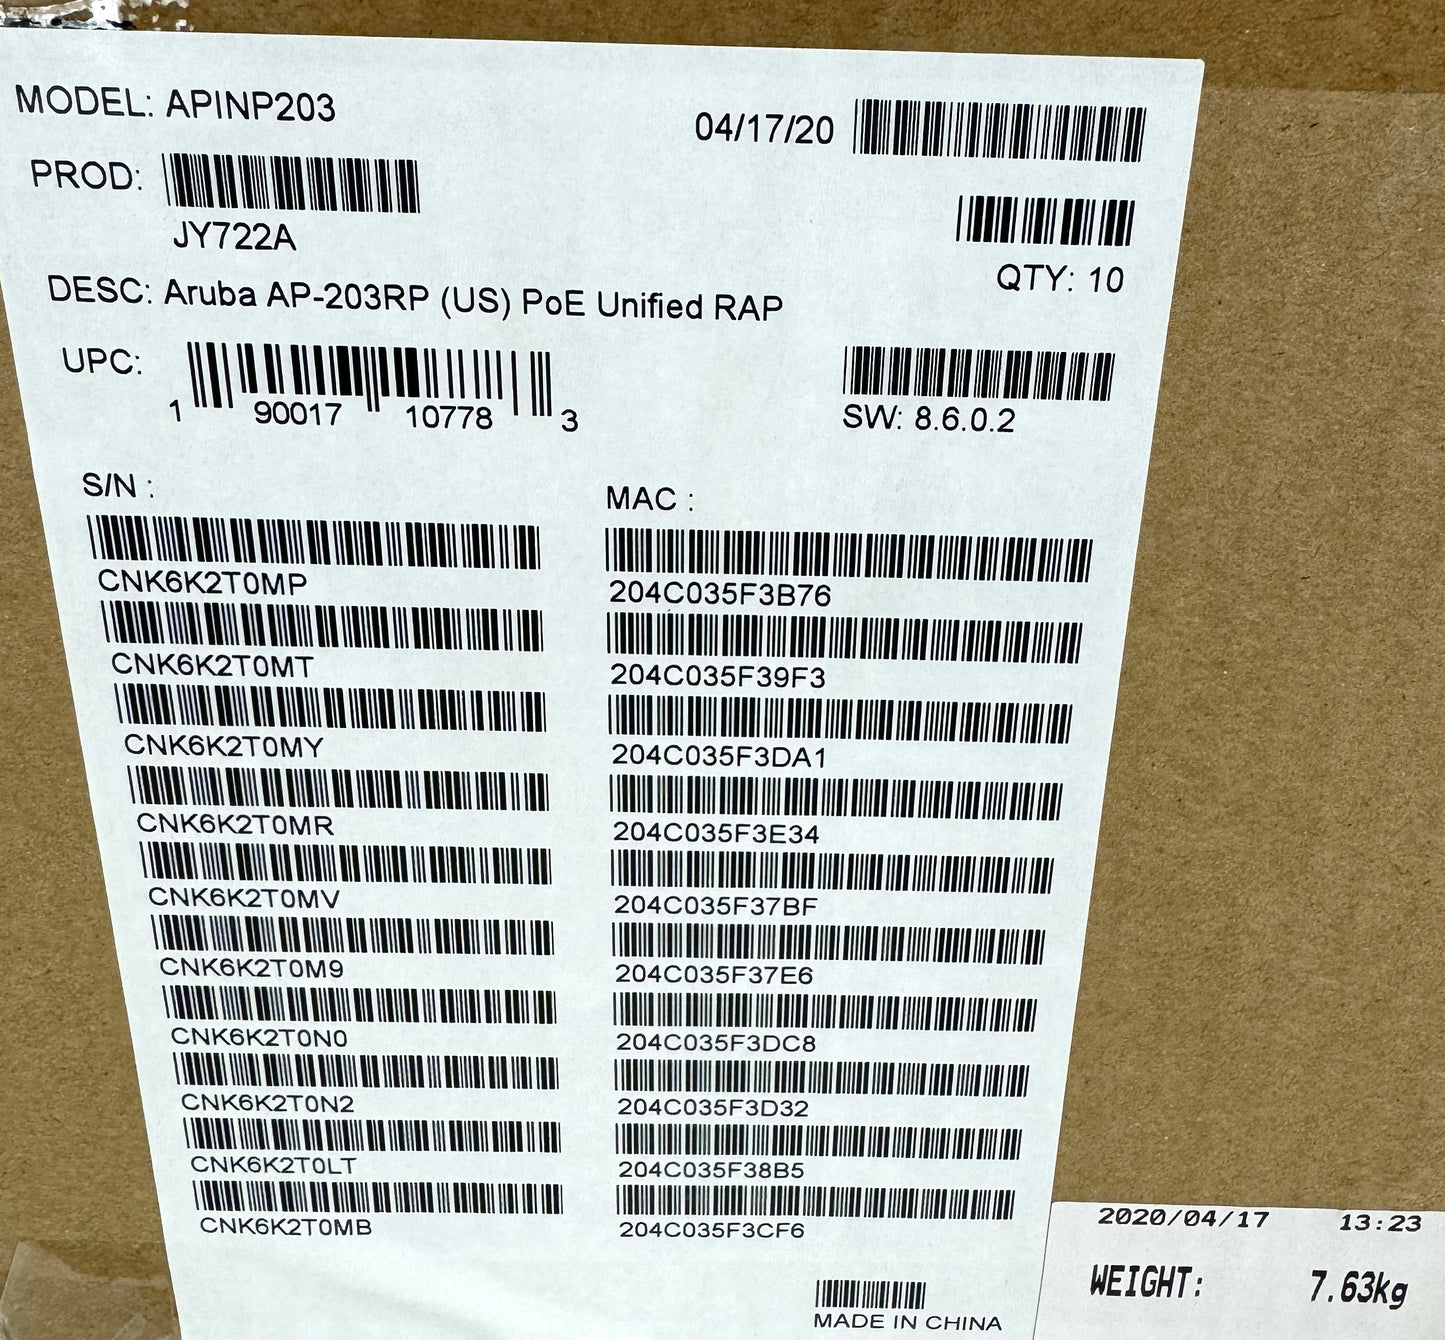 MODEL: APINP203
04/17/20
PROD:
JY722A
QTY: 10
DESC: Aruba AP-203RP (US) PoE Unified RAP
UPC:
1 90017 10778 3
SW: 8.6.0.2
S/N : MAC :
CNK6K2T0MP 204C035F3B76
CNK6K2T0MT 204C035F39F3
CNK6K2T0MY 204C035F3DA1
CNK6K2T0MR 204C035F3E34
CNK6K2T0MV 204C035F37BF
CNK6K2T0M9 204C035F37E6
CNK6K2T0N0 204C035F3DC8
CNK6K2T0N2 204C035F3D32
CNK6K2T0LT 204C035F38B5
CNK6K2T0MB 204C035F3CF6
MADE IN CHINA
2020/04/17 13:23
WEIGHT: 7.63kg